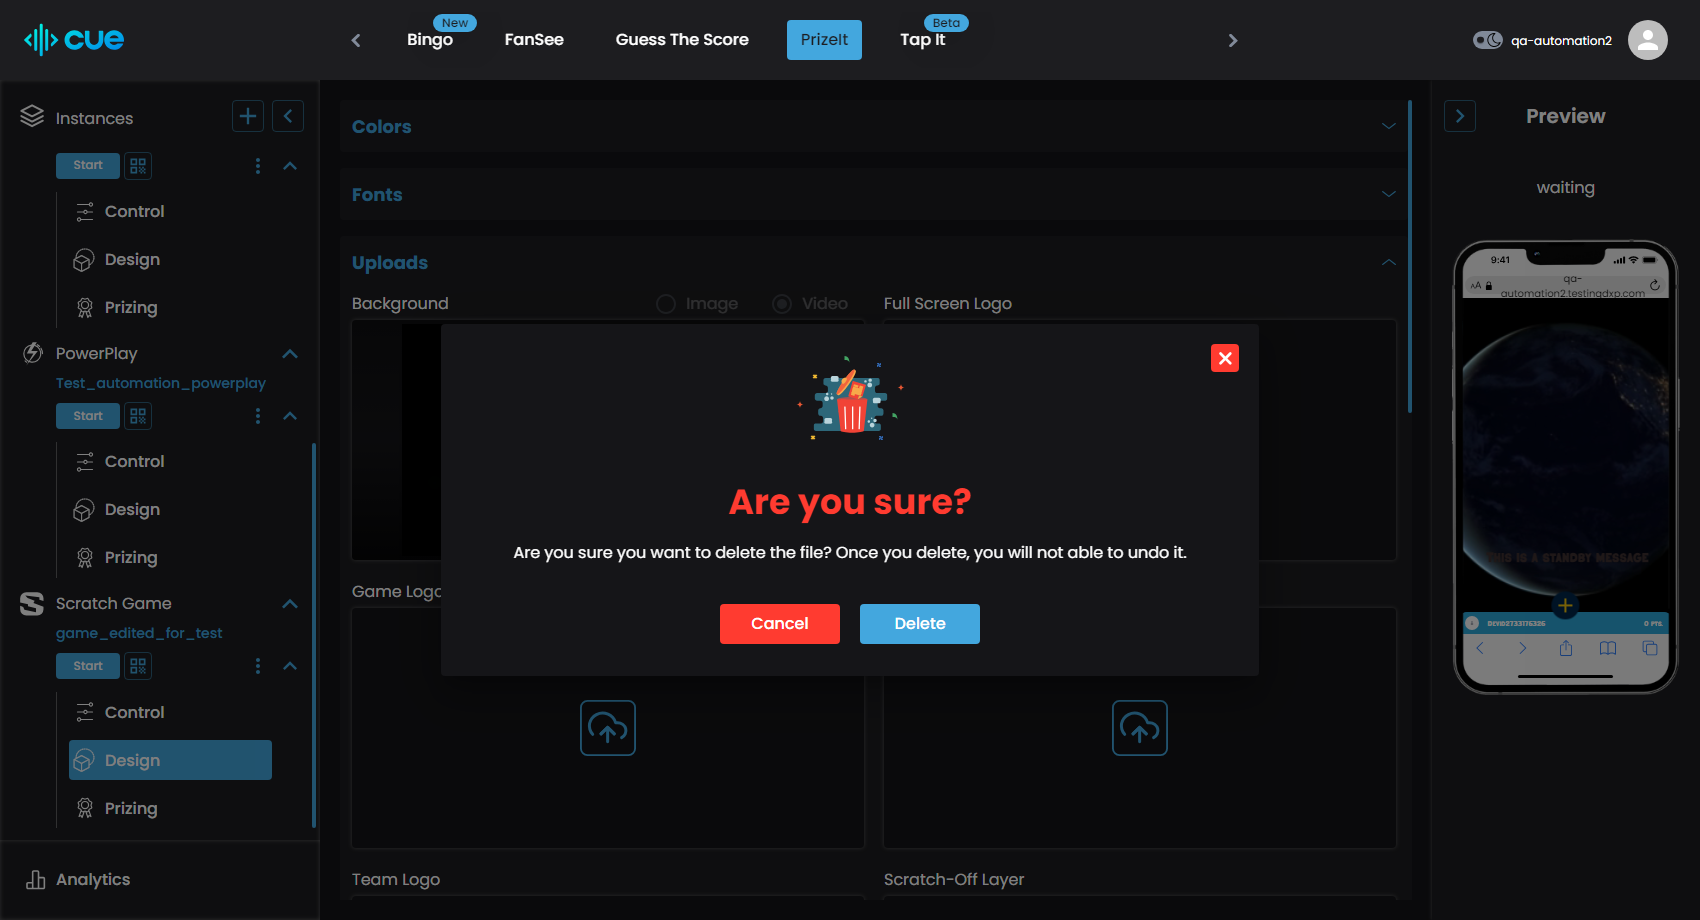 cue
Bingo
New
FanSee
Guess The Score
PrizeIt
Tap It
Beta
qa-automation2
Instances
Start
Control
Design
Prizing
PowerPlay
Test_automation_powerplay
Start
Control
Design
Prizing
Scratch Game
game_edited_for_test
Start
Control
Design
Prizing
Analytics
Colors
Fonts
Uploads
Background
Image
Video
Full Screen Logo
Game Logo
Team Logo
Scratch-Off Layer
Are you sure?
Are you sure you want to delete the file? Once you delete, you will not able to undo it.
Cancel
Delete
Preview
waiting
9:41
AA
qa-
automation2.testingdxp.com
THIS IS A STANDBY MESSAGE
0 PTS.